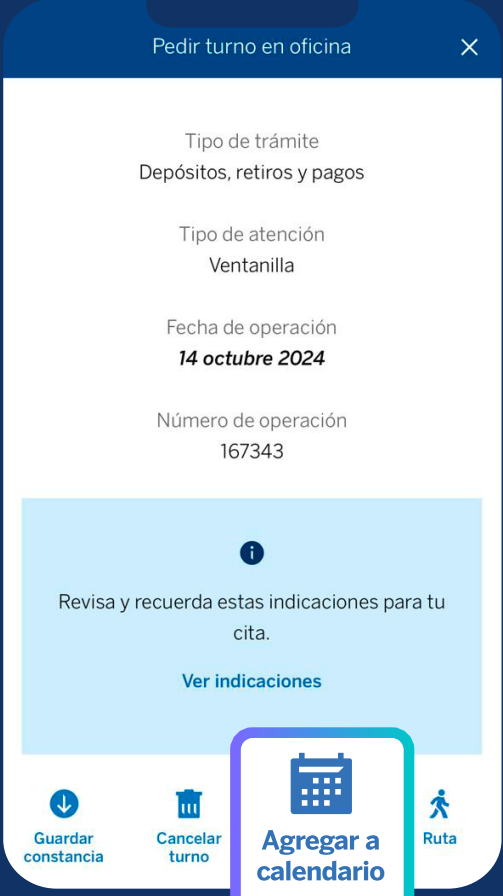 Pedir turno en oficina
Tipo de trámite
Depósitos, retiros y pagos
Tipo de atención
Ventanilla
Fecha de operación
14 octubre 2024
Número de operación
167343
Revisa y recuerda estas indicaciones para tu
cita.
Ver indicaciones
Guardar
constancia
Cancelar
turno
Agregar a
calendario
Ruta